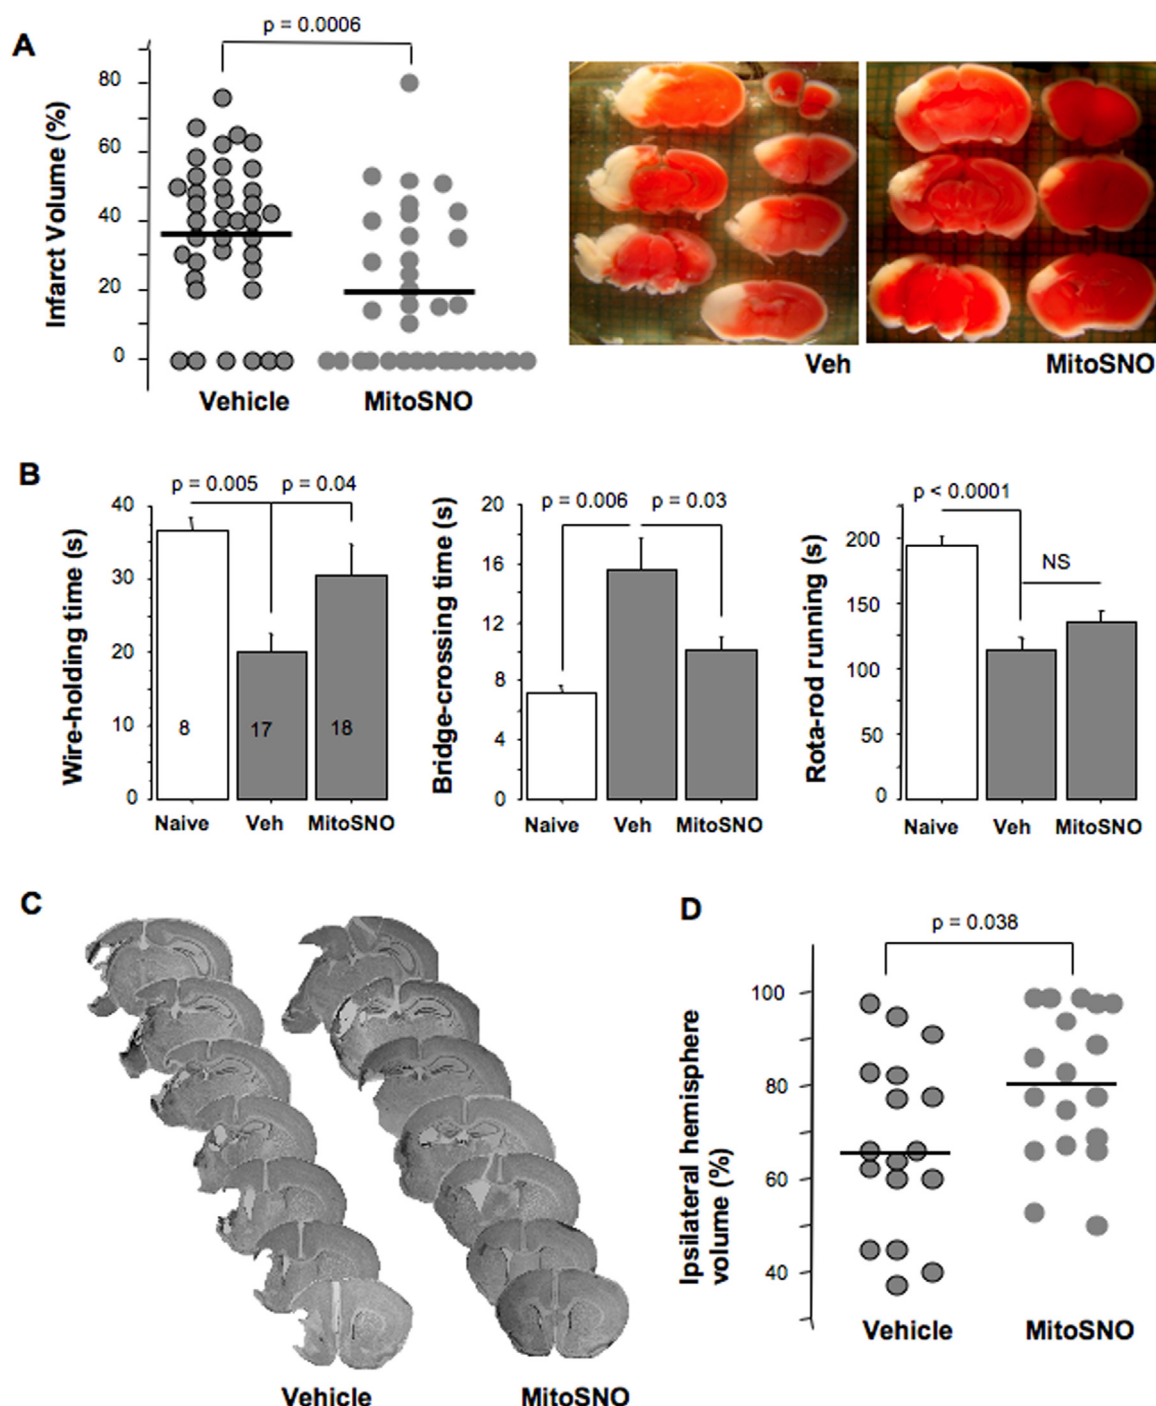 A
p = 0.0006
Infarct Volume (%)
80
60
40
20
0
Vehicle
MitoSNO
Veh
MitoSNO
B
p = 0.005
p = 0.04
Wire-holding time (s)
40
30
20
10
0
8
17
18
Naive
Veh
MitoSNO
p = 0.006
p = 0.03
Bridge-crossing time (s)
20
16
12
8
4
0
Naive
Veh
MitoSNO
p < 0.0001
NS
Rota-rod running (s)
200
150
100
50
0
Naive
Veh
MitoSNO
C
Vehicle
MitoSNO
D
p = 0.038
Ipsilateral hemisphere
volume (%)
100
80
60
40
Vehicle
MitoSNO